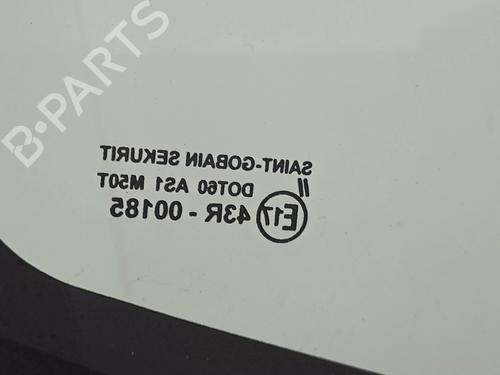 B-PARTS
SAINT-GOBAIN SEKURIT
//
DOT60 AS1 M50T
E17 43R - 00185